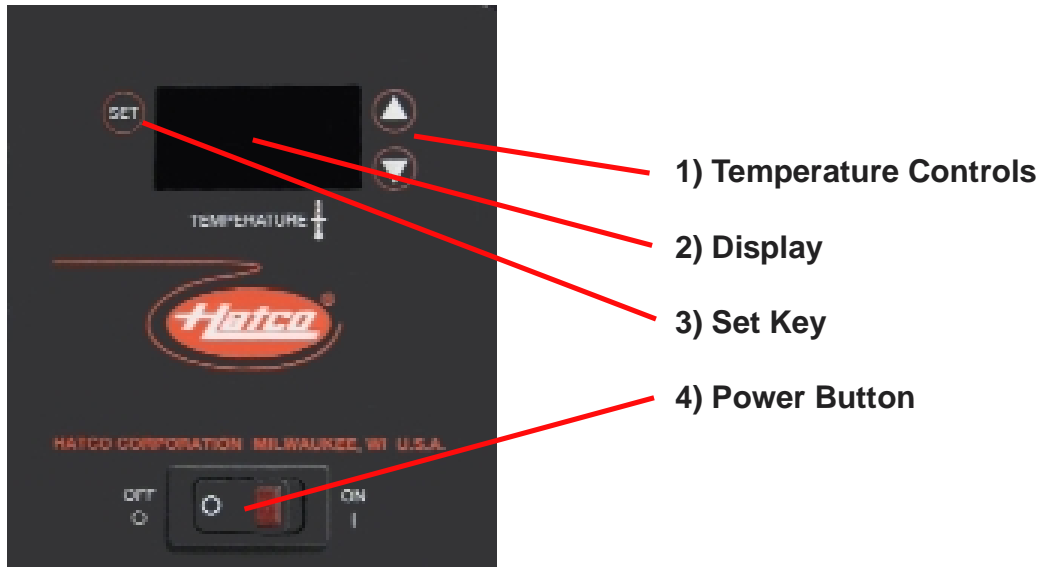 SET
TEMPERATURE
Hatco®
HATCO CORPORATION MILWAUKEE, WI U.S.A.
OFF
O
O
ON
I
1) Temperature Controls
2) Display
3) Set Key
4) Power Button